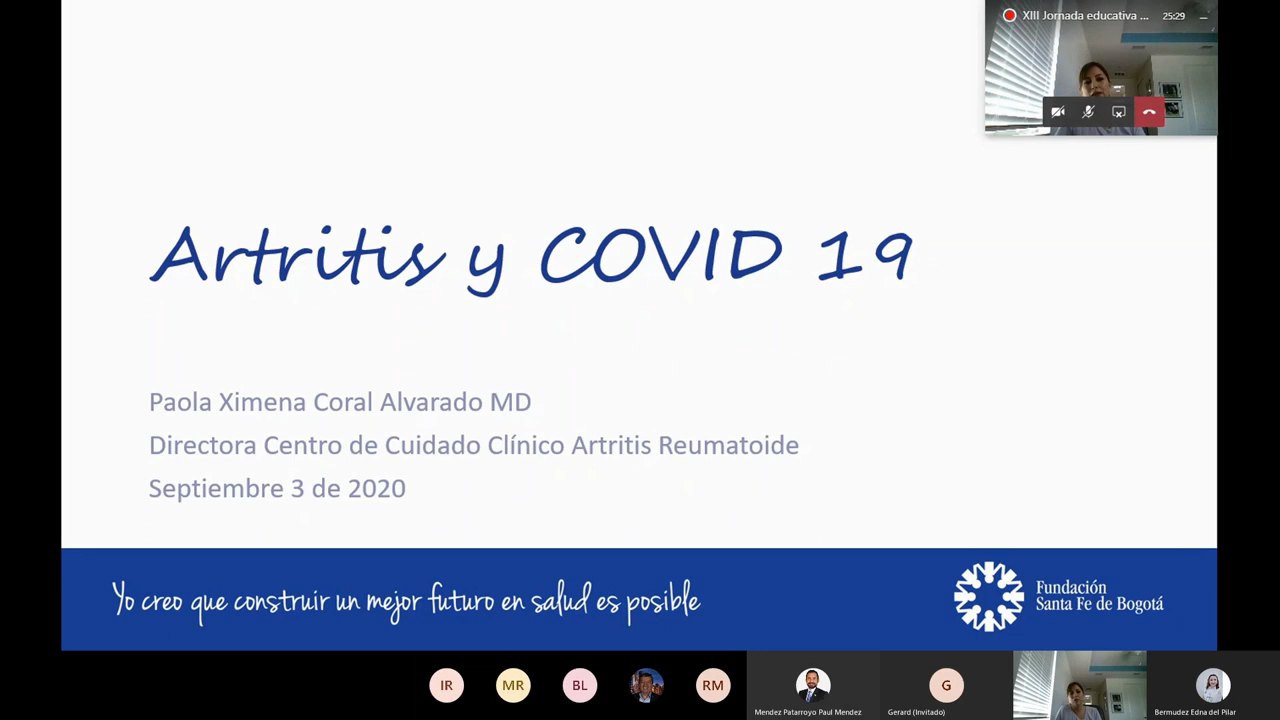 XIII Jornada educativa ...
25:29
Artritis y COVID 19
Paola Ximena Coral Alvarado MD
Directora Centro de Cuidado Clínico Artritis Reumatoide
Septiembre 3 de 2020
Yo creo que construir un mejor futuro en salud es posible
Fundación
Santa Fe de Bogotá
IR
MR
BL
RM
G
Mendez Patarroyo Paul Mendez
Gerard (Invitado)
Bermudez Edna del Pilar